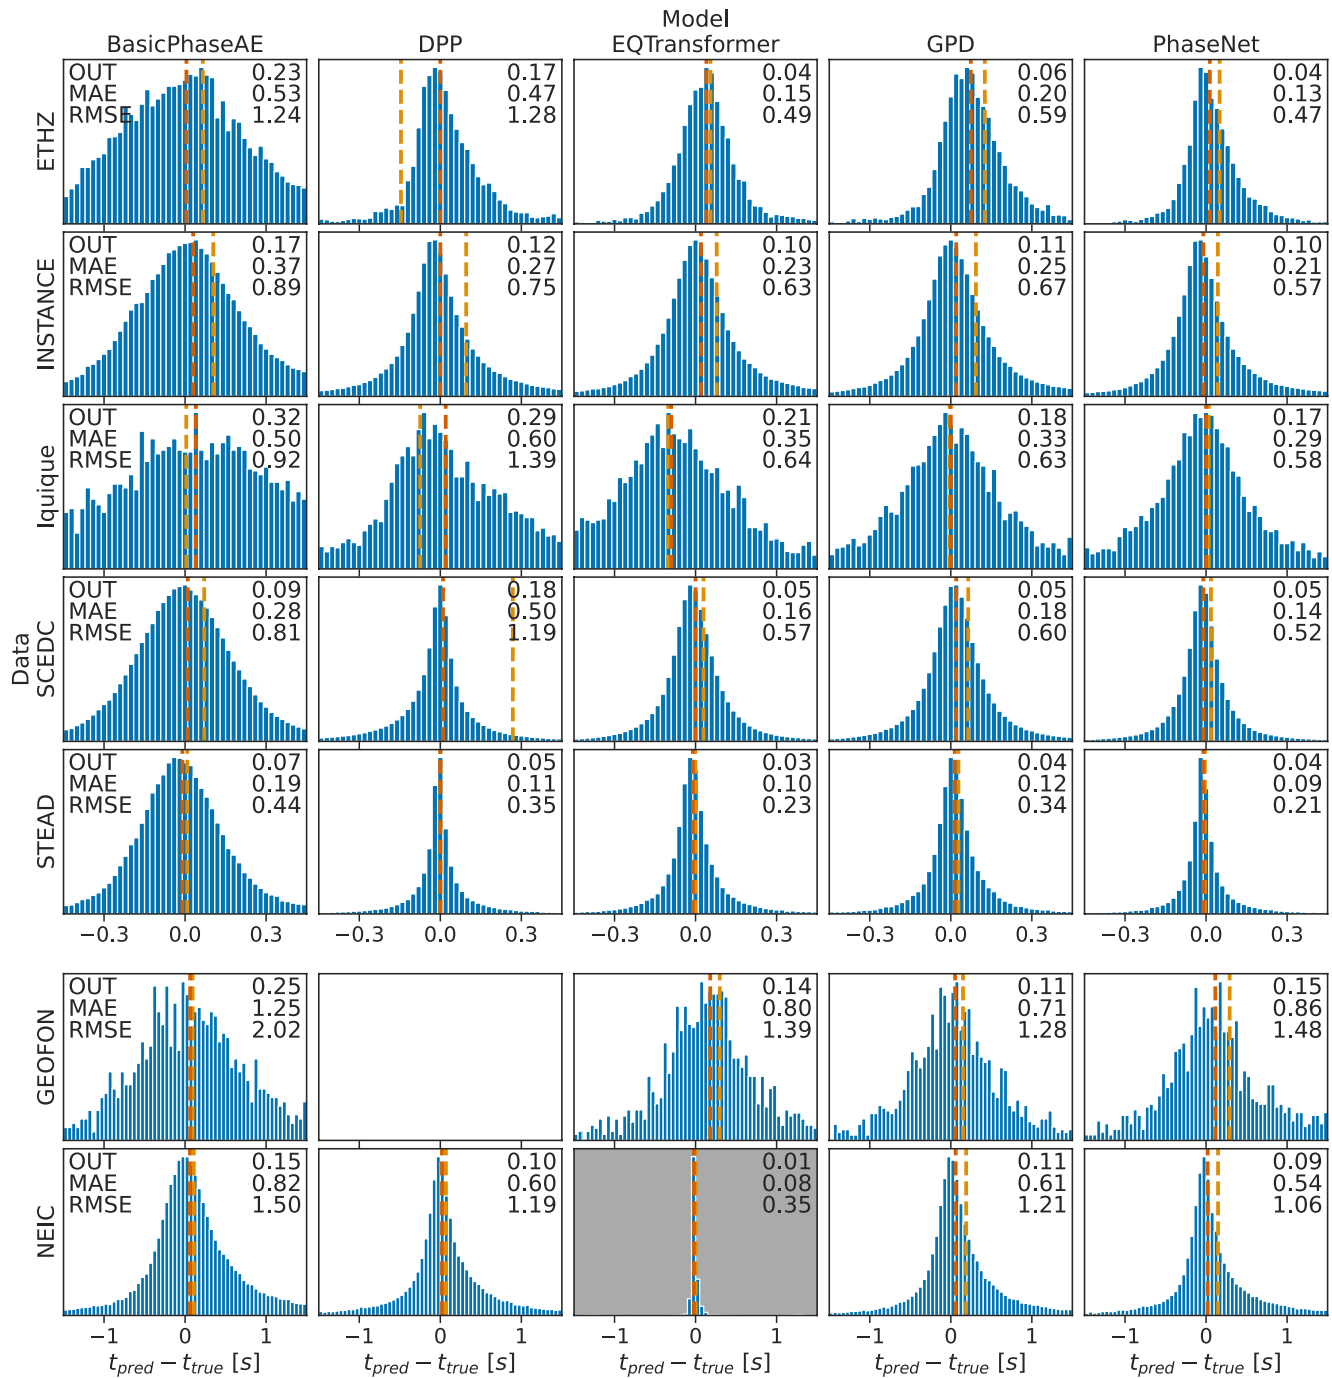 Model
BasicPhaseAE DPP EQTransformer GPD PhaseNet
Data
ETHZ
OUT 0.23 0.17 0.04 0.06 0.04
MAE 0.53 0.47 0.15 0.20 0.13
RMSE 1.24 1.28 0.49 0.59 0.47
INSTANCE
OUT 0.17 0.12 0.10 0.11 0.10
MAE 0.37 0.27 0.23 0.25 0.21
RMSE 0.89 0.75 0.63 0.67 0.57
Iquique
OUT 0.32 0.29 0.21 0.18 0.17
MAE 0.50 0.60 0.35 0.33 0.29
RMSE 0.92 1.39 0.64 0.63 0.58
SCEDC
OUT 0.09 0.18 0.05 0.05 0.05
MAE 0.28 0.50 0.16 0.18 0.14
RMSE 0.81 1.19 0.57 0.60 0.52
STEAD
OUT 0.07 0.05 0.03 0.04 0.04
MAE 0.19 0.11 0.10 0.12 0.09
RMSE 0.44 0.35 0.23 0.34 0.21
−0.3 0.0 0.3 −0.3 0.0 0.3 −0.3 0.0 0.3 −0.3 0.0 0.3 −0.3 0.0 0.3
GEOFON
OUT 0.25 0.14 0.11 0.15
MAE 1.25 0.80 0.71 0.86
RMSE 2.02 1.39 1.28 1.48
NEIC
OUT 0.15 0.10 0.01 0.11 0.09
MAE 0.82 0.60 0.08 0.61 0.54
RMSE 1.50 1.19 0.35 1.21 1.06
−1 0 1 −1 0 1 −1 0 1 −1 0 1 −1 0 1
t_pred − t_true [s] t_pred − t_true [s] t_pred − t_true [s] t_pred − t_true [s] t_pred − t_true [s]